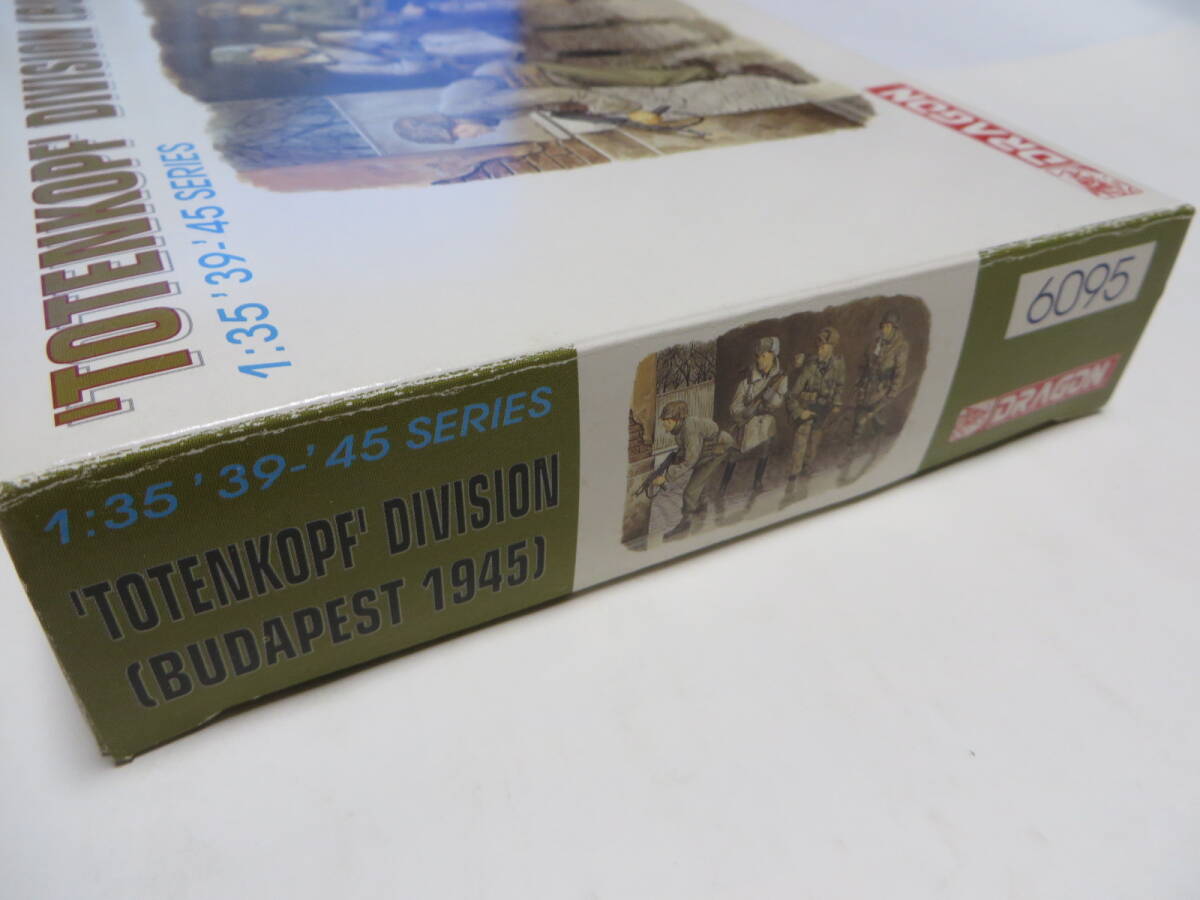 'TOTENKOPF' DIVISION
1:35 '39-'45 SERIES
DRAGON
1:35 '39-'45 SERIES
'TOTENKOPF' DIVISION
(BUDAPEST 1945)
6095
DRAGON